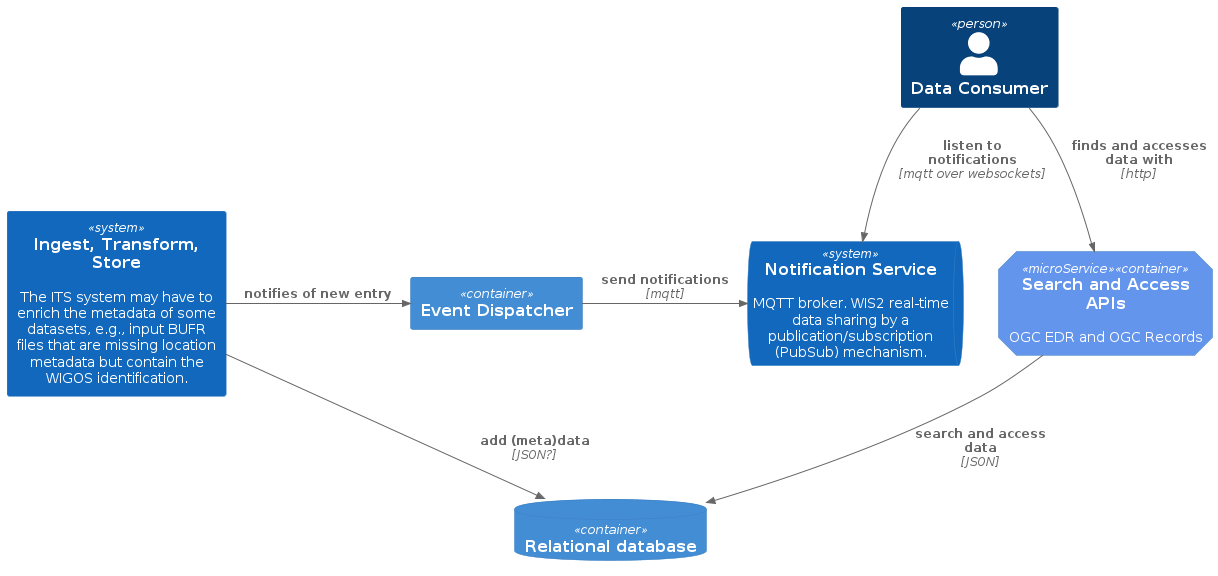 «person»
Data Consumer
listen to
notifications
[mqtt over websockets]
finds and accesses
data with
[http]
«system»
Ingest, Transform,
Store
The ITS system may have to
enrich the metadata of some
datasets, e.g., input BUFR
files that are missing location
metadata but contain the
WIGOS identification.
notifies of new entry
«container»
Event Dispatcher
send notifications
[mqtt]
«system»
Notification Service
MQTT broker. WIS2 real-time
data sharing by a
publication/subscription
(PubSub) mechanism.
«microService»«container»
Search and Access
APIs
OGC EDR and OGC Records
add (meta)data
[JSON?]
search and access
data
[JSON]
«container»
Relational database